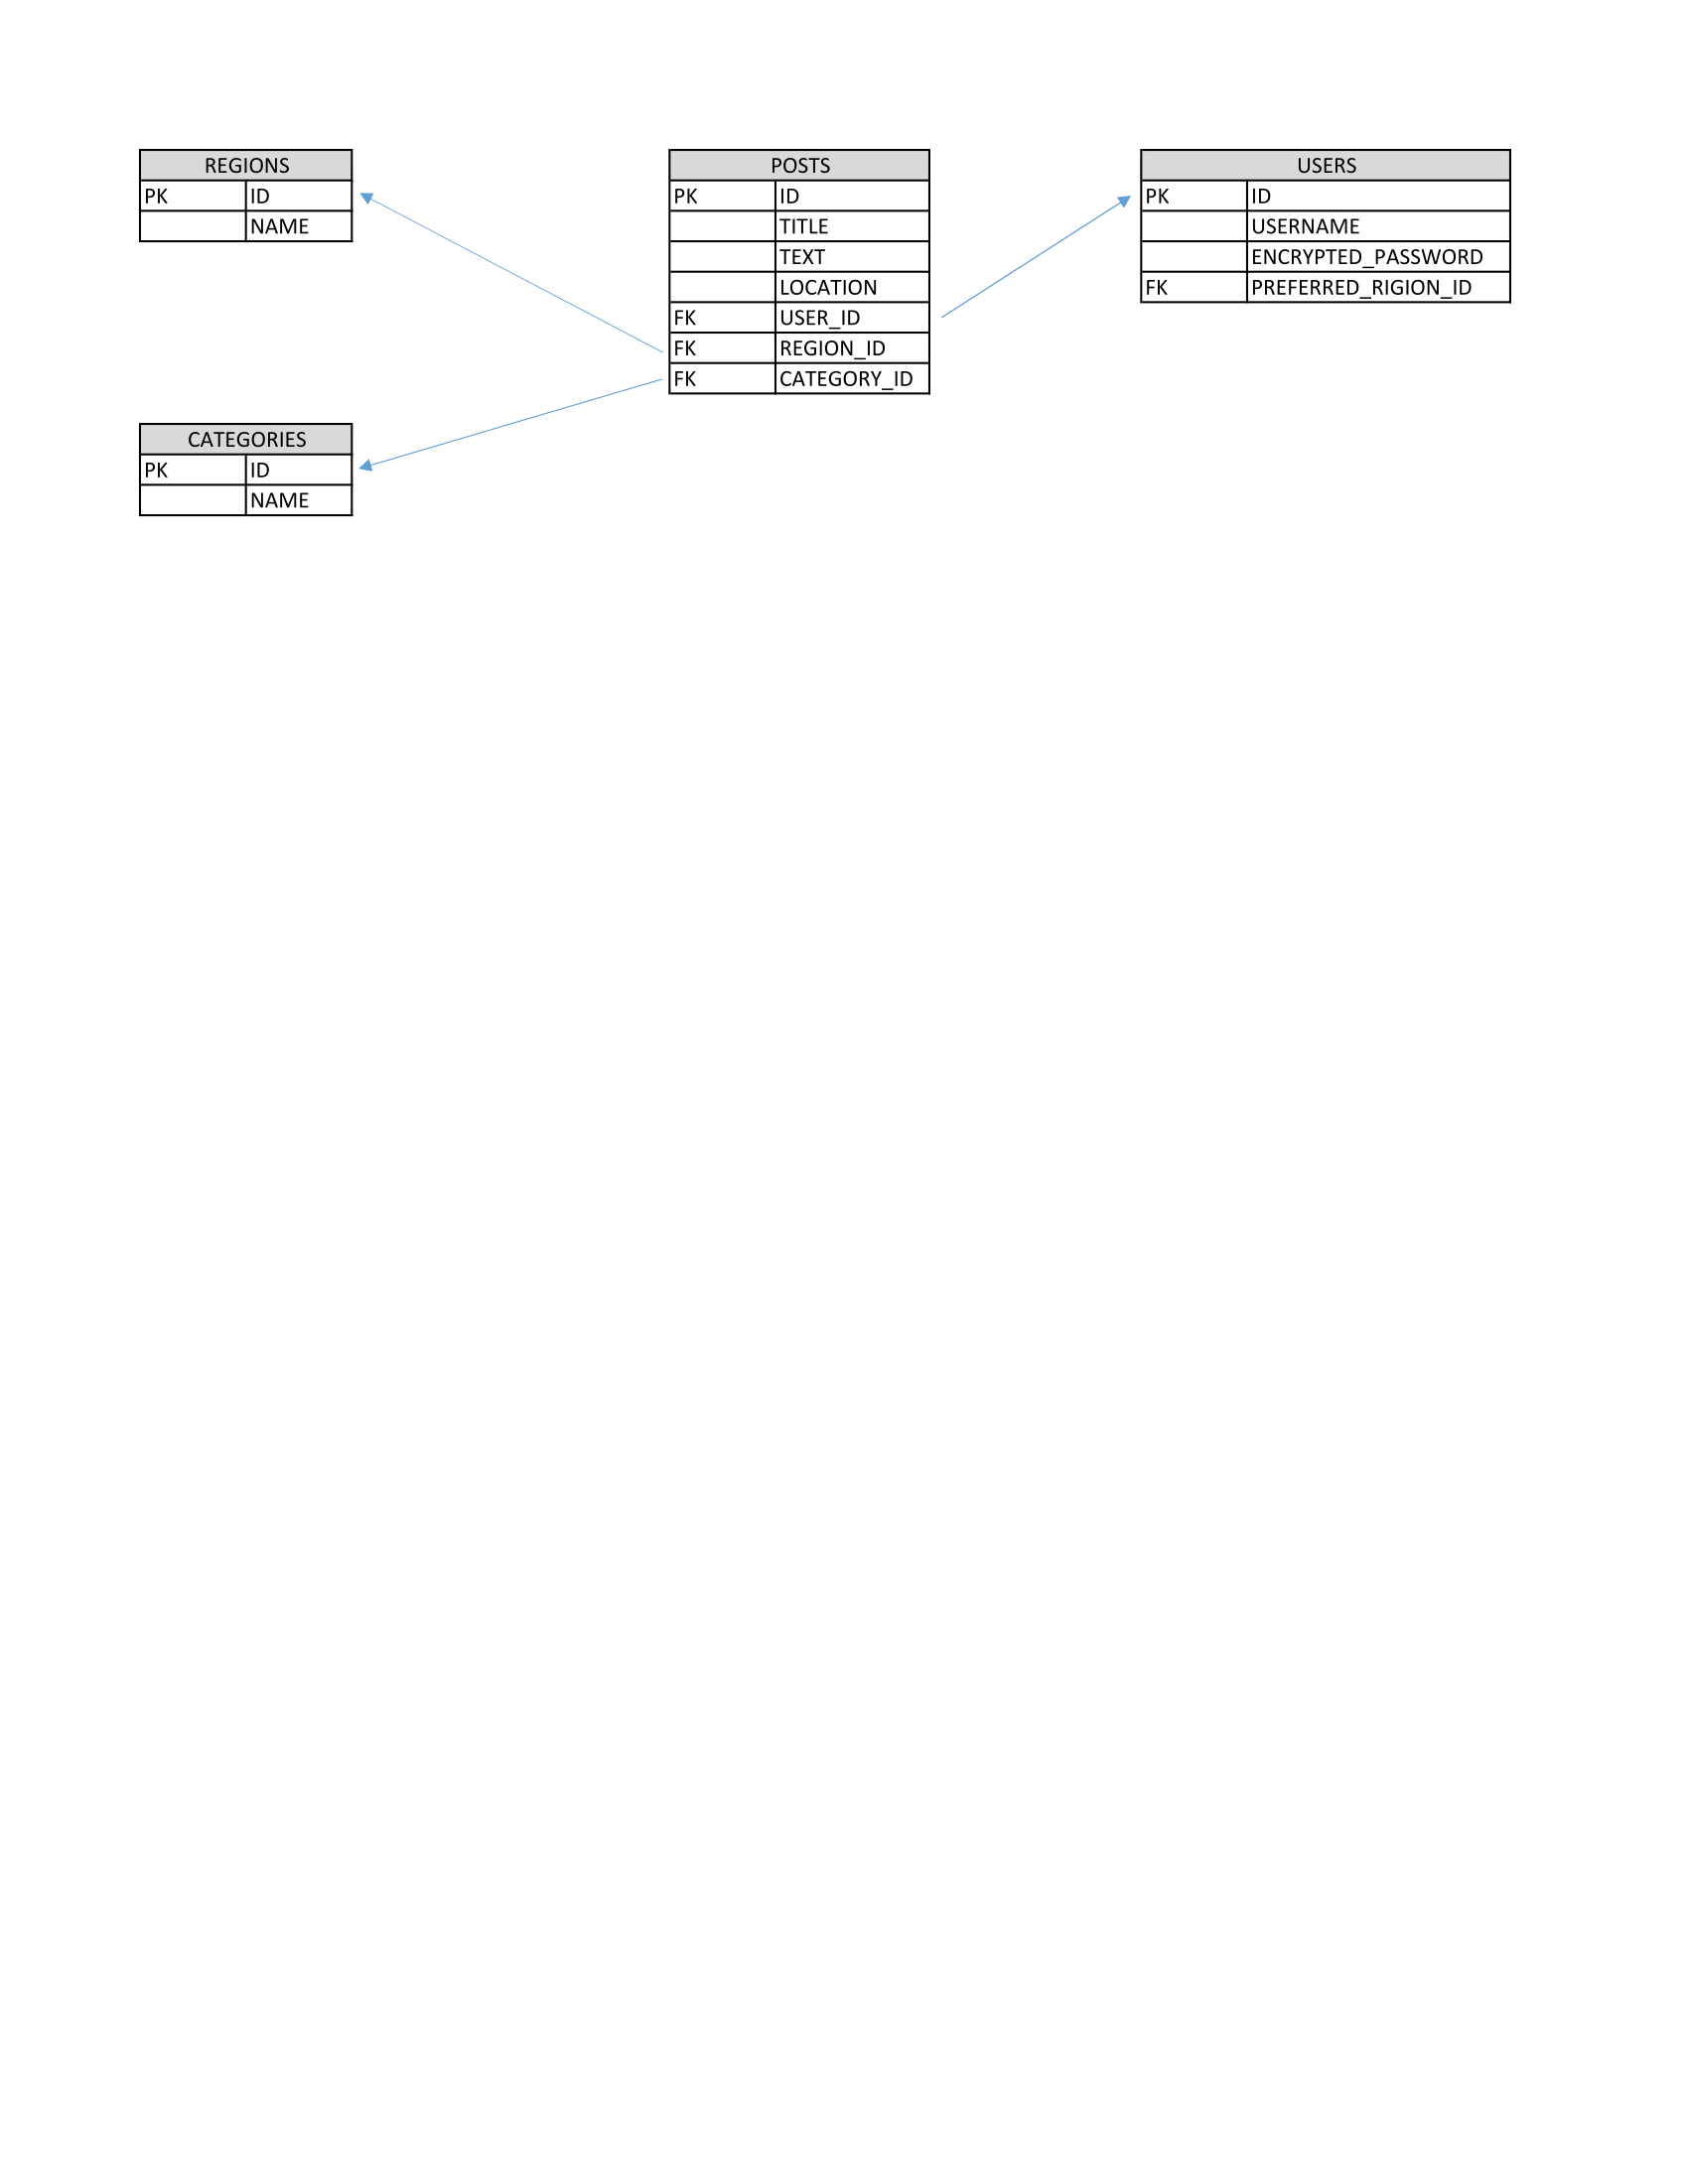 REGIONS
PK ID
NAME
POSTS
PK ID
TITLE
TEXT
LOCATION
FK USER_ID
FK REGION_ID
FK CATEGORY_ID
USERS
PK ID
USERNAME
ENCRYPTED_PASSWORD
FK PREFERRED_RIGION_ID
CATEGORIES
PK ID
NAME